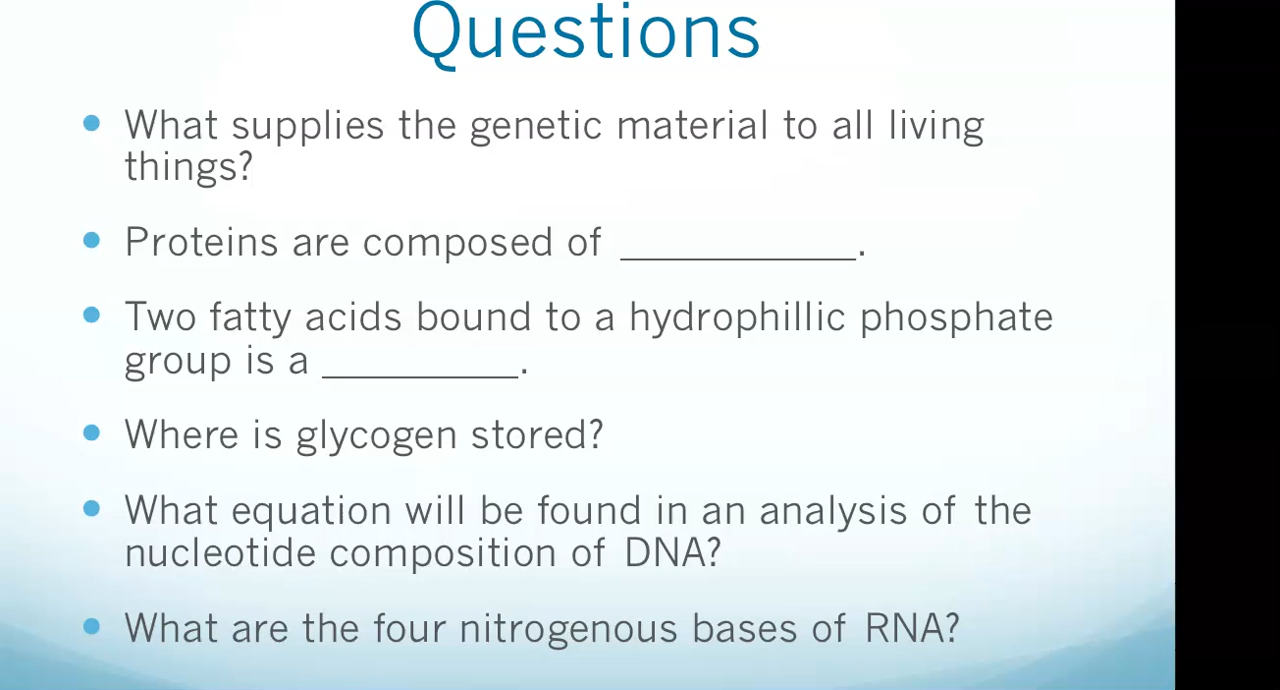 Questions
• What supplies the genetic material to all living
things?
• Proteins are composed of ____________.
• Two fatty acids bound to a hydrophillic phosphate
group is a __________.
• Where is glycogen stored?
• What equation will be found in an analysis of the
nucleotide composition of DNA?
• What are the four nitrogenous bases of RNA?